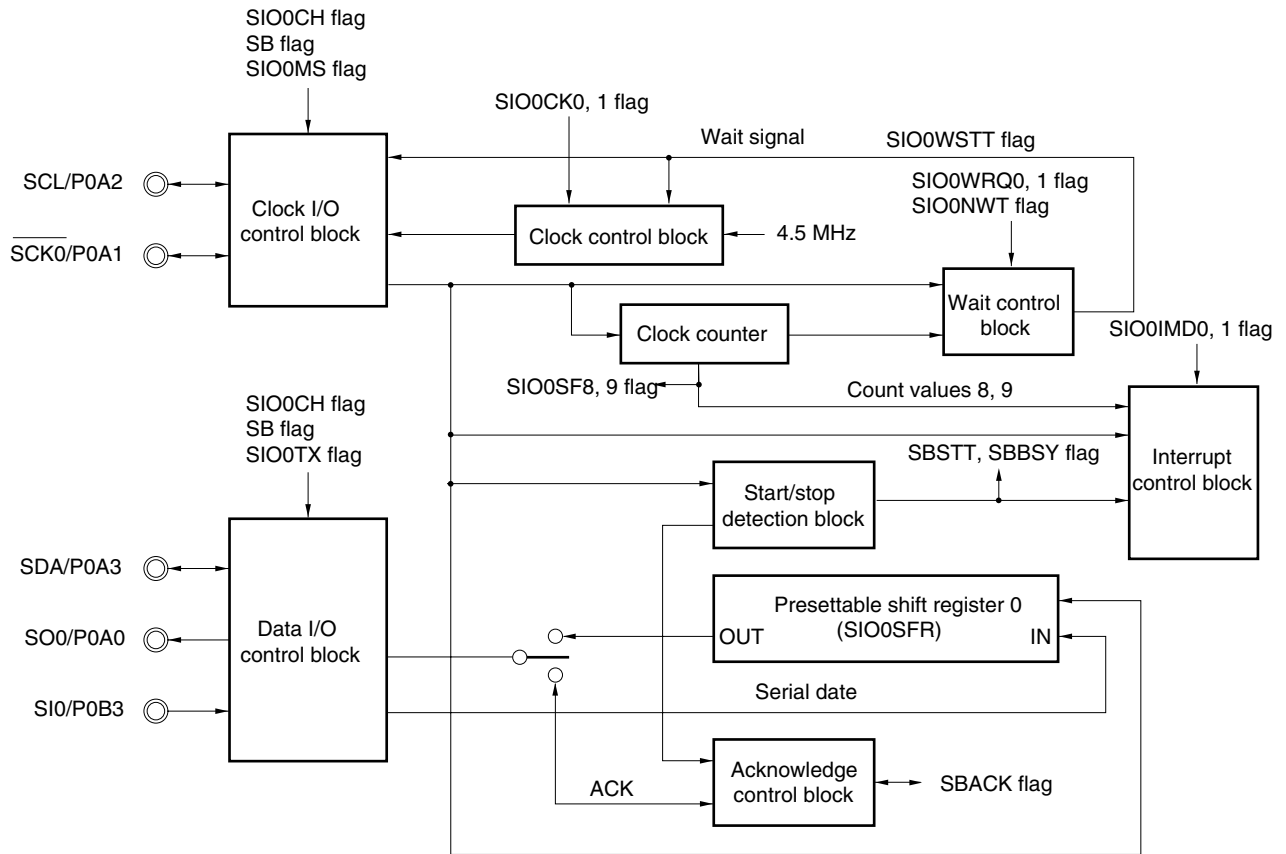 SIO0CH flag
SB flag
SIO0MS flag
SIO0CK0, 1 flag
Wait signal
SIO0WSTT flag
SCL/P0A2
SCK0/P0A1
Clock I/O
control block
Clock control block
4.5 MHz
SIO0WRQ0, 1 flag
SIO0NWT flag
Wait control
block
Clock counter
SIO0IMD0, 1 flag
SIO0SF8, 9 flag
Count values 8, 9
SIO0CH flag
SB flag
SIO0TX flag
SBSTT, SBBSY flag
Interrupt
control block
Start/stop
detection block
SDA/P0A3
SO0/P0A0
SI0/P0B3
Data I/O
control block
Presettable shift register 0
(SIO0SFR)
OUT
IN
Serial date
ACK
Acknowledge
control block
SBACK flag